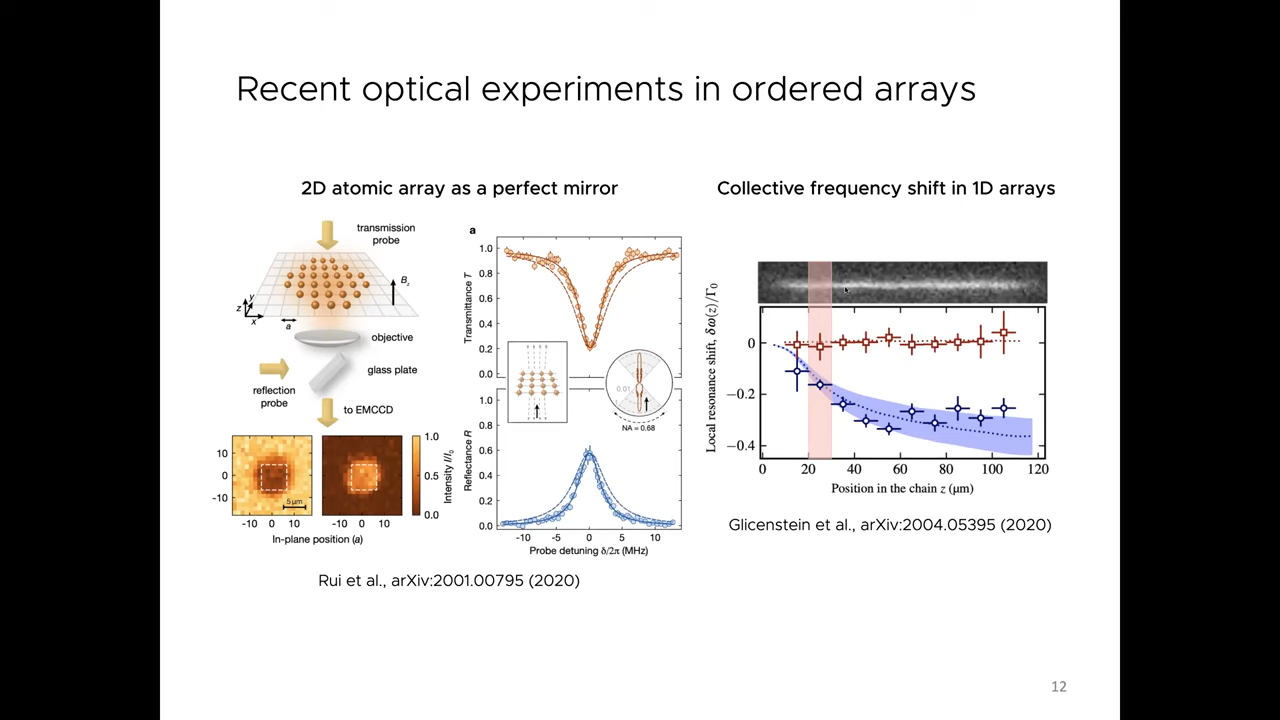 Recent optical experiments in ordered arrays
2D atomic array as a perfect mirror
transmission
probe
B_z
z
y
x
a
objective
glass plate
reflection
probe
to EMCCD
10
0
-10
5 µm
-10
0
10
-10
0
10
In-plane position (a)
1.0
0.5
0.0
Intensity I/I₀
a
Transmittance T
1.0
0.8
0.6
0.4
0.2
0.0
0.01
1
NA = 0.68
Reflectance R
1.0
0.8
0.6
0.4
0.2
0.0
-10
-5
0
5
10
Probe detuning δ/2π (MHz)
Rui et al., arXiv:2001.00795 (2020)
Collective frequency shift in 1D arrays
Local resonance shift, δω(z)/Γ₀
0
−0.2
−0.4
0
20
40
60
80
100
120
Position in the chain z (µm)
Glicenstein et al., arXiv:2004.05395 (2020)
12